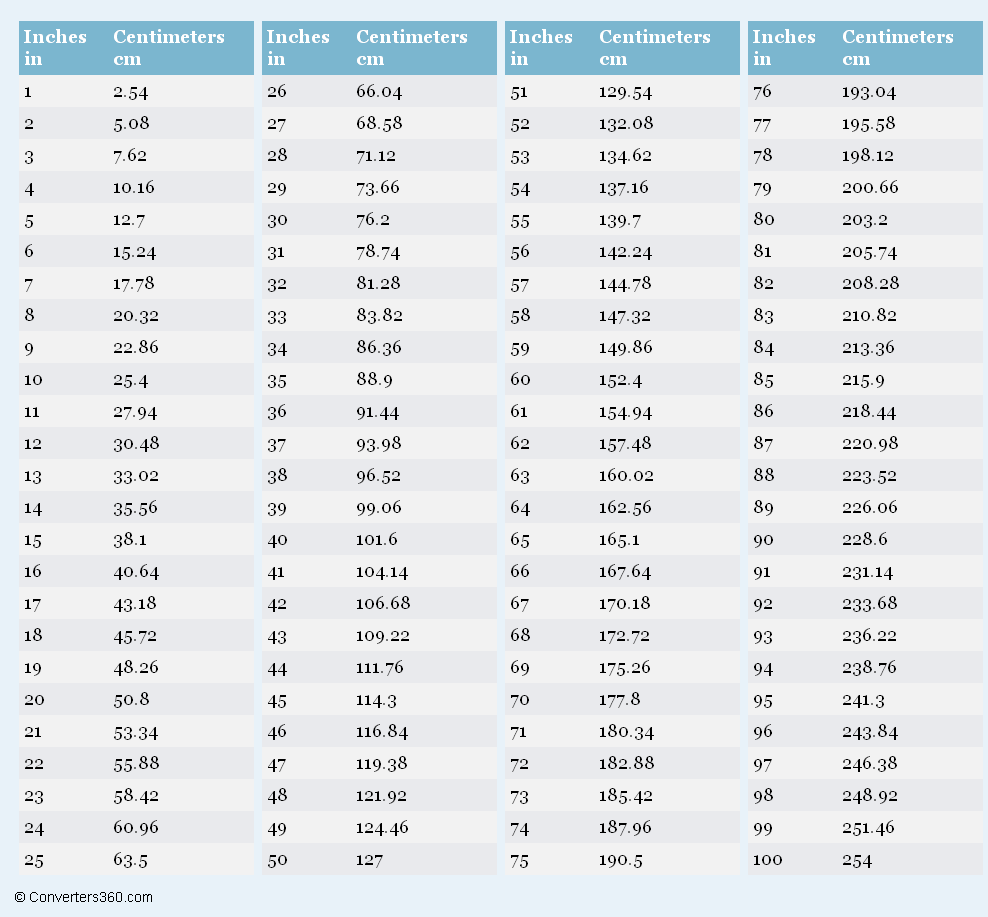 Inches Centimeters Inches Centimeters Inches Centimeters Inches Centimeters
in cm in cm in cm in cm
1 2.54 26 66.04 51 129.54 76 193.04
2 5.08 27 68.58 52 132.08 77 195.58
3 7.62 28 71.12 53 134.62 78 198.12
4 10.16 29 73.66 54 137.16 79 200.66
5 12.7 30 76.2 55 139.7 80 203.2
6 15.24 31 78.74 56 142.24 81 205.74
7 17.78 32 81.28 57 144.78 82 208.28
8 20.32 33 83.82 58 147.32 83 210.82
9 22.86 34 86.36 59 149.86 84 213.36
10 25.4 35 88.9 60 152.4 85 215.9
11 27.94 36 91.44 61 154.94 86 218.44
12 30.48 37 93.98 62 157.48 87 220.98
13 33.02 38 96.52 63 160.02 88 223.52
14 35.56 39 99.06 64 162.56 89 226.06
15 38.1 40 101.6 65 165.1 90 228.6
16 40.64 41 104.14 66 167.64 91 231.14
17 43.18 42 106.68 67 170.18 92 233.68
18 45.72 43 109.22 68 172.72 93 236.22
19 48.26 44 111.76 69 175.26 94 238.76
20 50.8 45 114.3 70 177.8 95 241.3
21 53.34 46 116.84 71 180.34 96 243.84
22 55.88 47 119.38 72 182.88 97 246.38
23 58.42 48 121.92 73 185.42 98 248.92
24 60.96 49 124.46 74 187.96 99 251.46
25 63.5 50 127 75 190.5 100 254
© Converters360.com